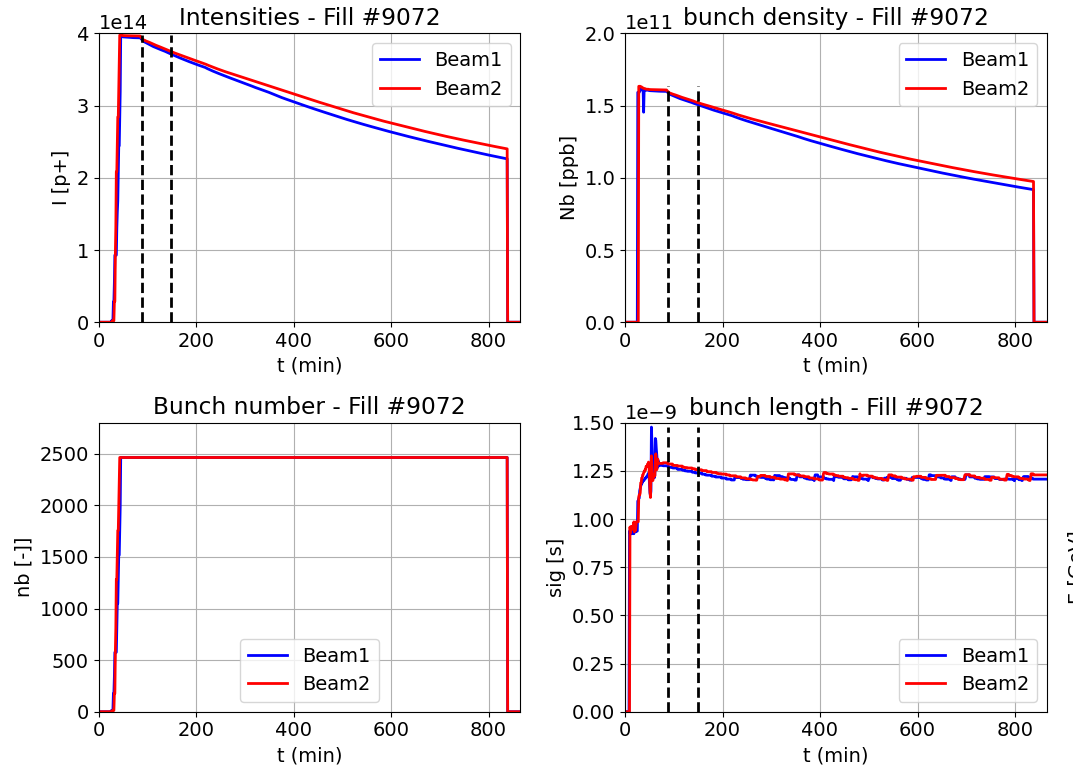 1e14
Intensities - Fill #9072
4
3
2
1
0
I [p+]
0 200 400 600 800
t (min)
Beam1
Beam2
1e11
bunch density - Fill #9072
2.0
1.5
1.0
0.5
0.0
Nb [ppb]
0 200 400 600 800
t (min)
Beam1
Beam2
Bunch number - Fill #9072
2500
2000
1500
1000
500
0
nb [-]]
0 200 400 600 800
t (min)
Beam1
Beam2
1e−9
bunch length - Fill #9072
1.50
1.25
1.00
0.75
0.50
0.25
0.00
sig [s]
0 200 400 600 800
t (min)
Beam1
Beam2